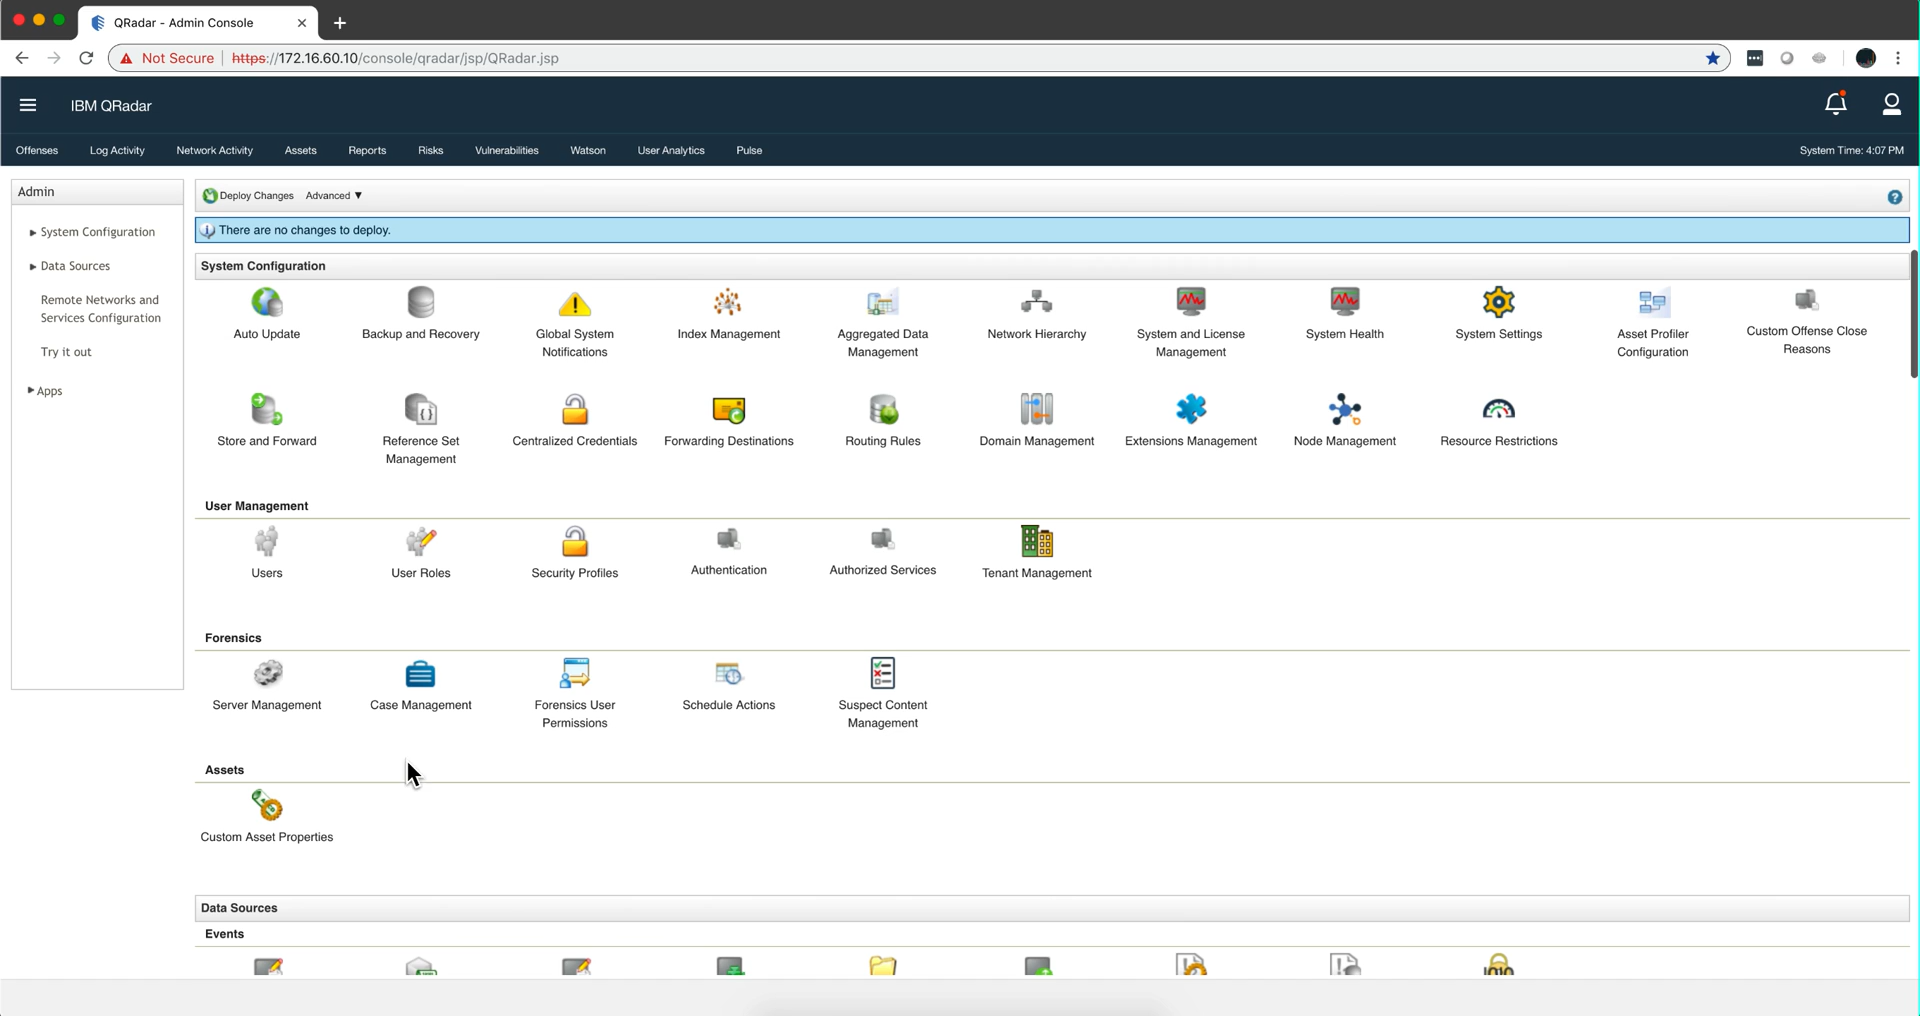 QRadar - Admin Console
Not Secure https://172.16.60.10/console/qradar/jsp/QRadar.jsp
IBM QRadar
Offenses Log Activity Network Activity Assets Reports Risks Vulnerabilities Watson User Analytics Pulse System Time: 4:07 PM
Admin
System Configuration
Data Sources
Remote Networks and
Services Configuration
Try it out
Apps
Deploy Changes Advanced ▼
There are no changes to deploy.
System Configuration
Auto Update
Backup and Recovery
Global System
Notifications
Index Management
Aggregated Data
Management
Network Hierarchy
System and License
Management
System Health
System Settings
Asset Profiler
Configuration
Custom Offense Close
Reasons
Store and Forward
Reference Set
Management
Centralized Credentials
Forwarding Destinations
Routing Rules
Domain Management
Extensions Management
Node Management
Resource Restrictions
User Management
Users
User Roles
Security Profiles
Authentication
Authorized Services
Tenant Management
Forensics
Server Management
Case Management
Forensics User
Permissions
Schedule Actions
Suspect Content
Management
Assets
Custom Asset Properties
Data Sources
Events